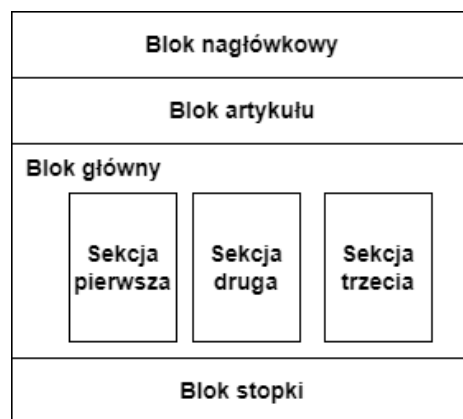 Blok nagłówkowy
Blok artykułu
Blok główny
Sekcja
pierwsza
Sekcja
druga
Sekcja
trzecia
Blok stopki